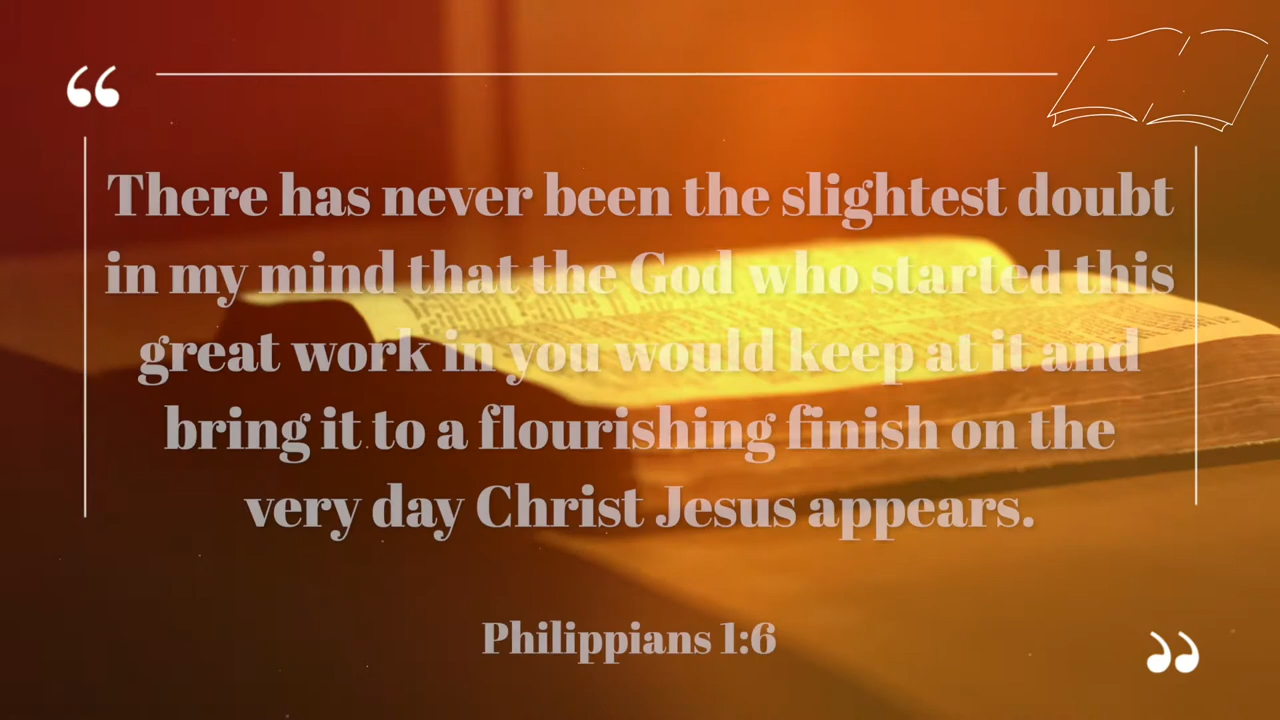 “
There has never been the slightest doubt
in my mind that the God who started this
great work in you would keep at it and
bring it to a flourishing finish on the
very day Christ Jesus appears.
Philippians 1:6
”